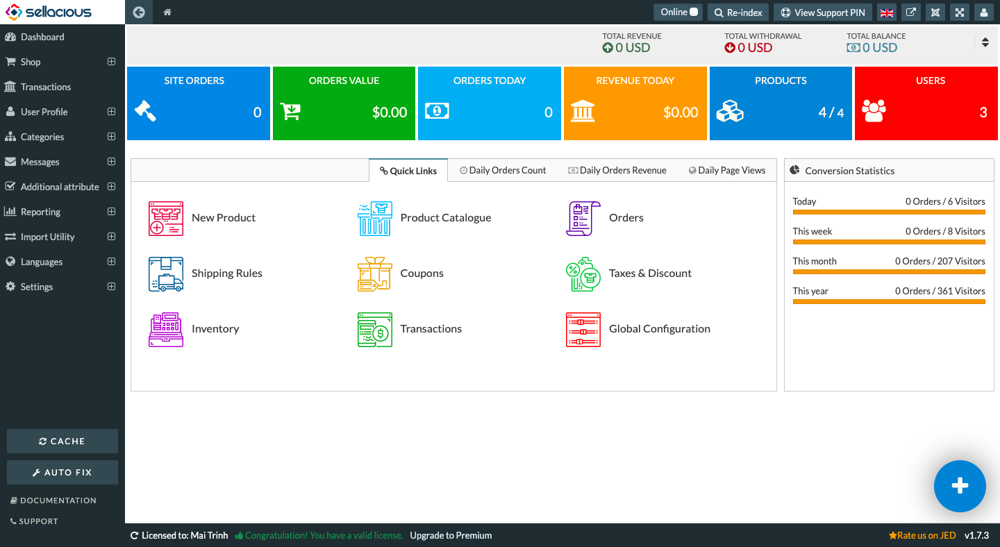 sellacious
Online
Re-index
View Support PIN
Dashboard
Shop
Transactions
User Profile
Categories
Messages
Additional attribute
Reporting
Import Utility
Languages
Settings
CACHE
AUTO FIX
DOCUMENTATION
SUPPORT
TOTAL REVENUE
0 USD
TOTAL WITHDRAWAL
0 USD
TOTAL BALANCE
0 USD
SITE ORDERS
0
ORDERS VALUE
$0.00
ORDERS TODAY
0
REVENUE TODAY
$0.00
PRODUCTS
4 / 4
USERS
3
Quick Links
Daily Orders Count
Daily Orders Revenue
Daily Page Views
New Product
Product Catalogue
Orders
Shipping Rules
Coupons
Taxes & Discount
Inventory
Transactions
Global Configuration
Conversion Statistics
Today 0 Orders / 6 Visitors
This week 0 Orders / 8 Visitors
This month 0 Orders / 207 Visitors
This year 0 Orders / 361 Visitors
Licensed to: Mai Trinh Congratulation! You have a valid license. Upgrade to Premium
Rate us on JED v1.7.3